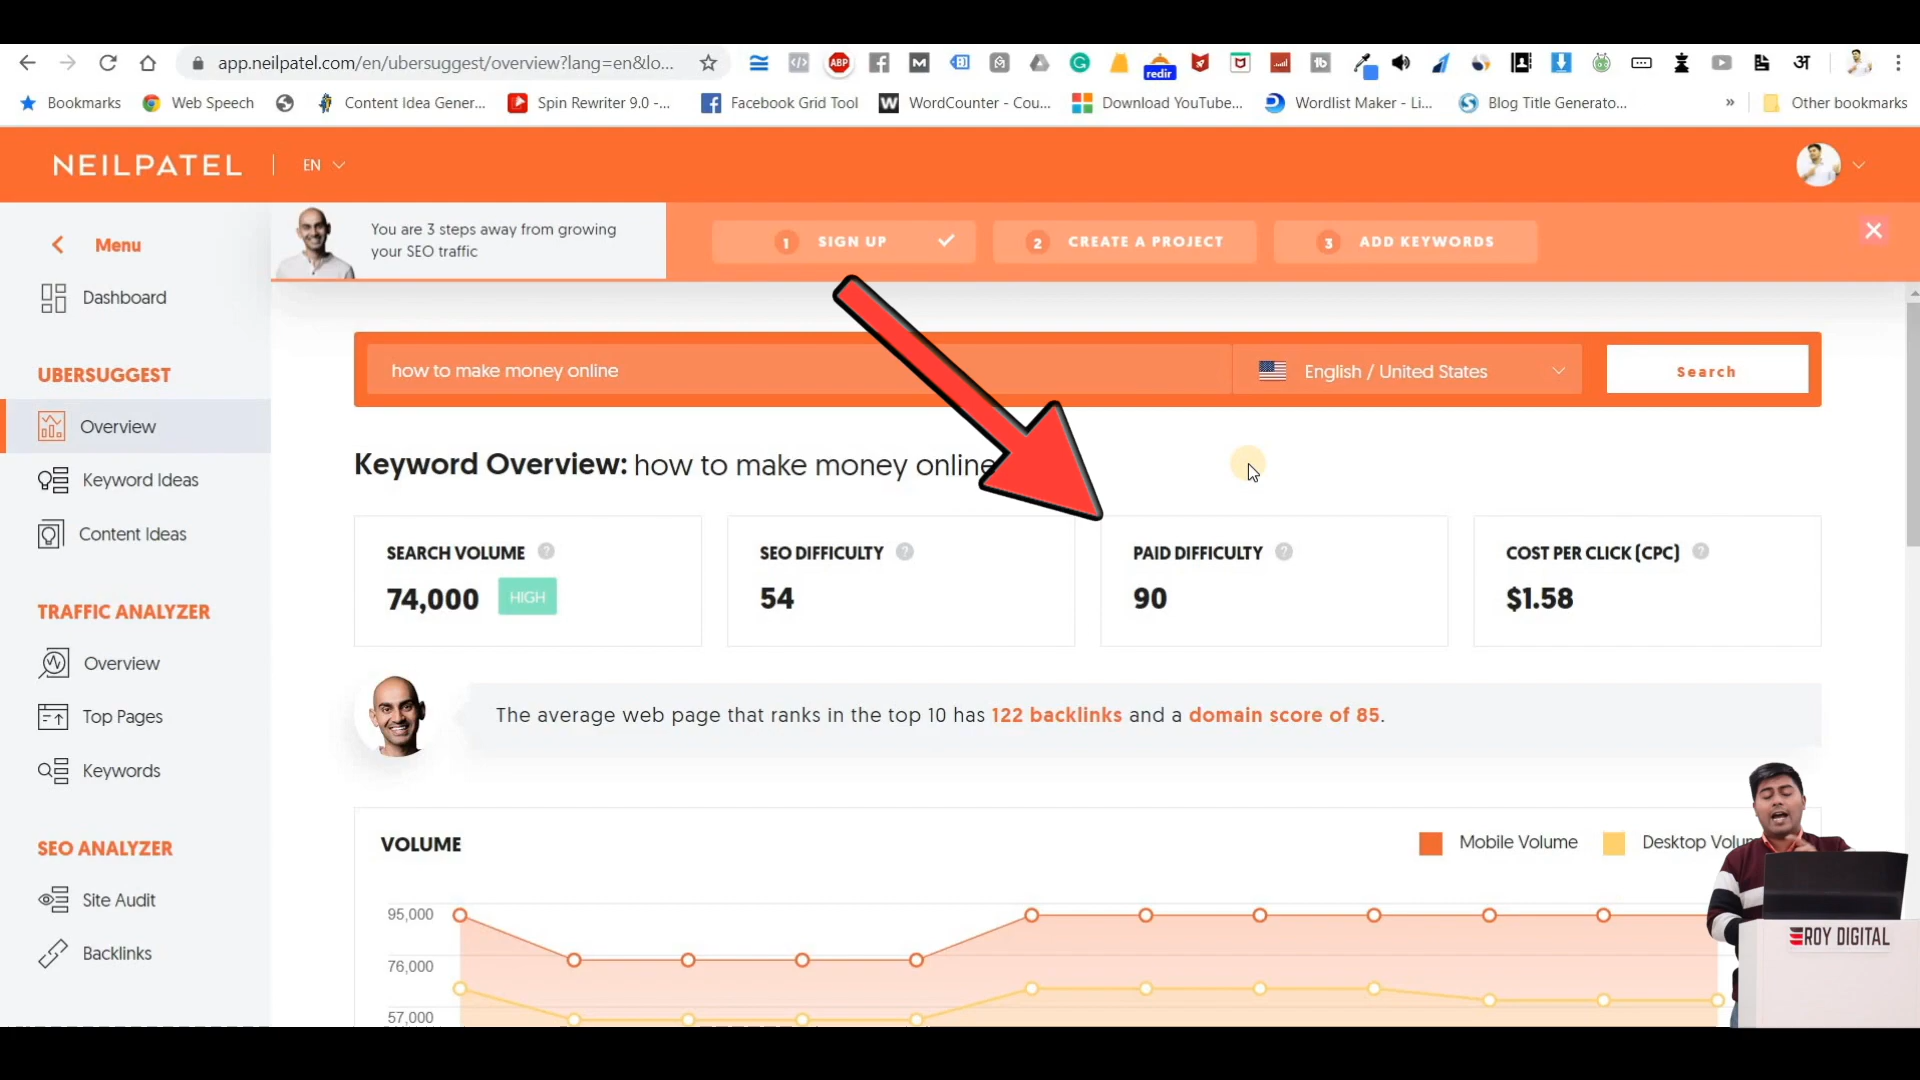 app.neilpatel.com/en/ubersuggest/overview?lang=en&lo...
ABP
redir
Bookmarks
Web Speech
Content Idea Gener...
Spin Rewriter 9.0 -...
Facebook Grid Tool
WordCounter - Cou...
Download YouTube...
Wordlist Maker - Li...
Blog Title Generato...
»
Other bookmarks
NEILPATEL
EN
Menu
You are 3 steps away from growing
your SEO traffic
1 SIGN UP
2 CREATE A PROJECT
3 ADD KEYWORDS
Dashboard
UBERSUGGEST
Overview
Keyword Ideas
Content Ideas
TRAFFIC ANALYZER
Overview
Top Pages
Keywords
SEO ANALYZER
Site Audit
Backlinks
how to make money online
English / United States
Search
Keyword Overview: how to make money online
SEARCH VOLUME ?
74,000 HIGH
SEO DIFFICULTY ?
54
PAID DIFFICULTY ?
90
COST PER CLICK (CPC) ?
$1.58
The average web page that ranks in the top 10 has 122 backlinks and a domain score of 85.
VOLUME
Mobile Volume
Desktop Volum
95,000
76,000
57,000
ROY DIGITAL